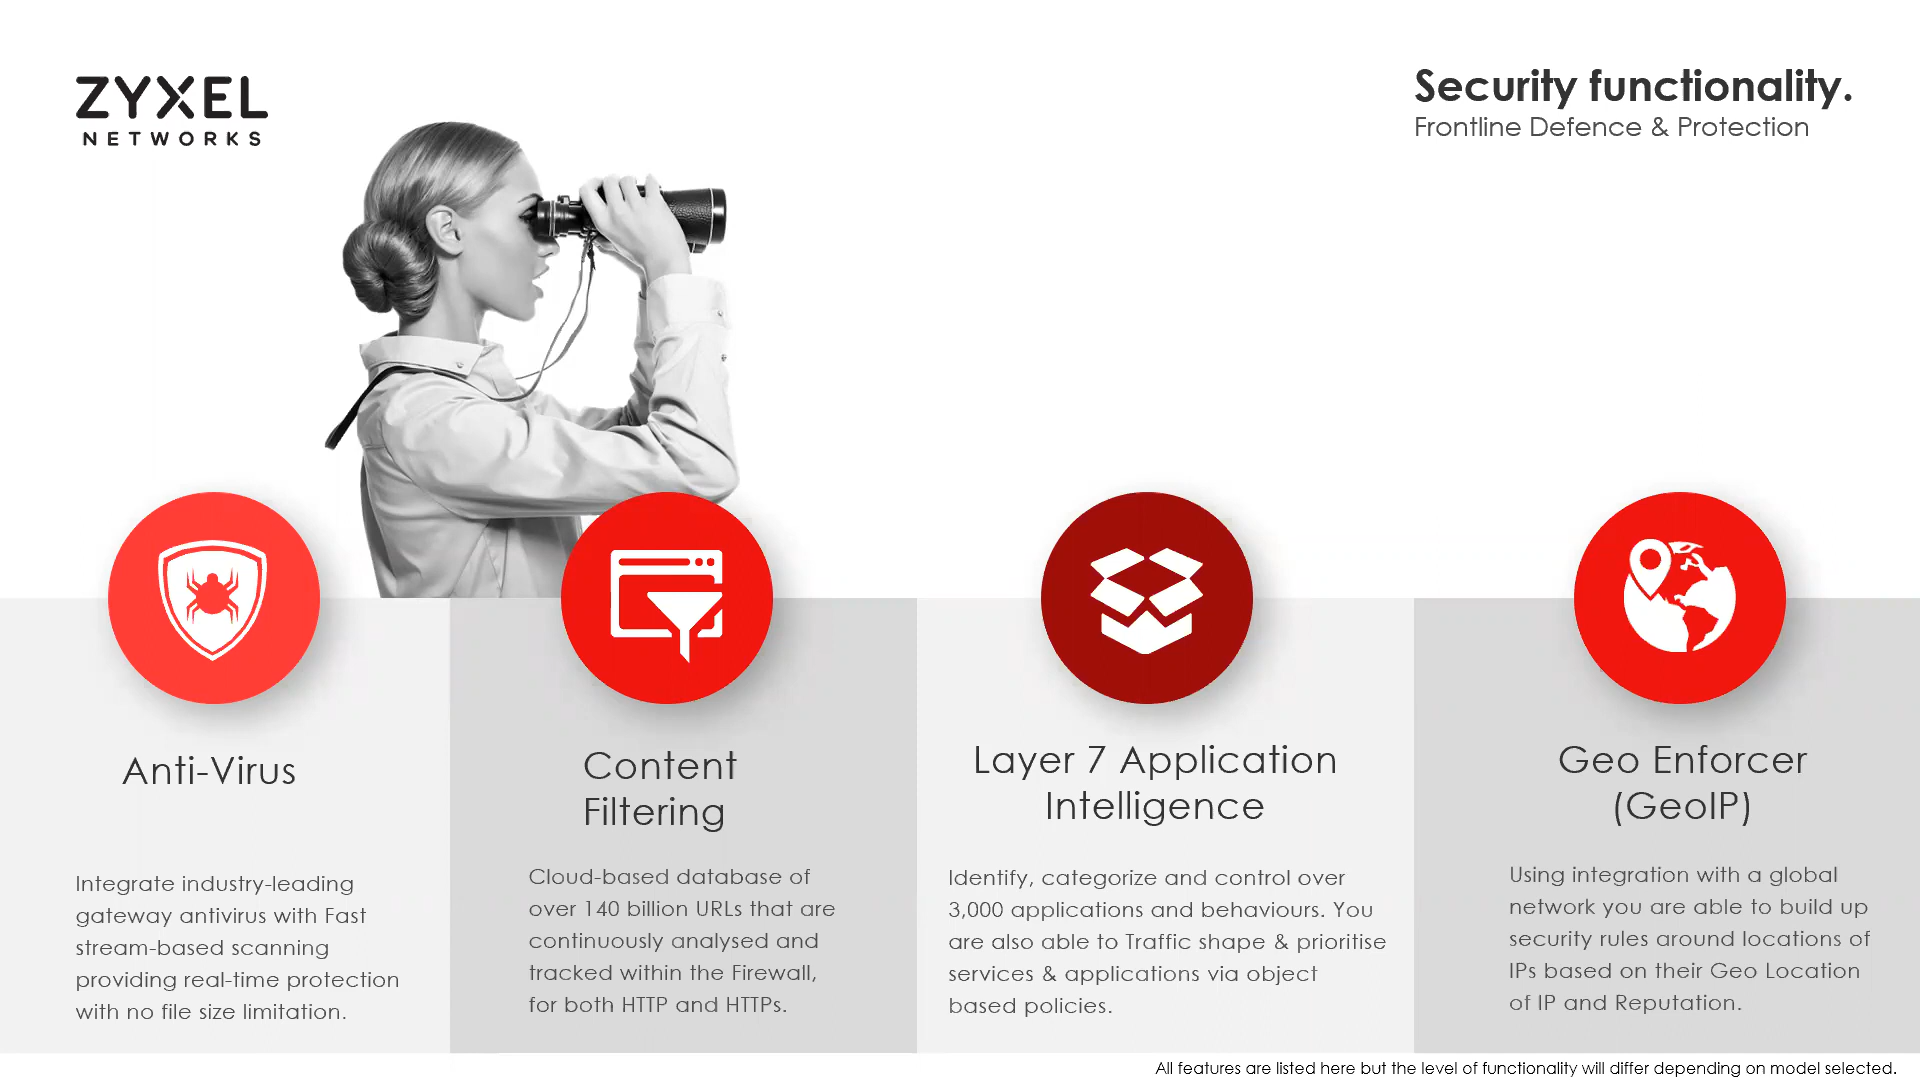 ZYXEL
NETWORKS
Security functionality.
Frontline Defence & Protection
Anti-Virus
Integrate industry-leading
gateway antivirus with Fast
stream-based scanning
providing real-time protection
with no file size limitation.
Content
Filtering
Cloud-based database of
over 140 billion URLs that are
continuously analysed and
tracked within the Firewall,
for both HTTP and HTTPs.
Layer 7 Application
Intelligence
Identify, categorize and control over
3,000 applications and behaviours. You
are also able to Traffic shape & prioritise
services & applications via object
based policies.
Geo Enforcer
(GeoIP)
Using integration with a global
network you are able to build up
security rules around locations of
IPs based on their Geo Location
of IP and Reputation.
All features are listed here but the level of functionality will differ depending on model selected.